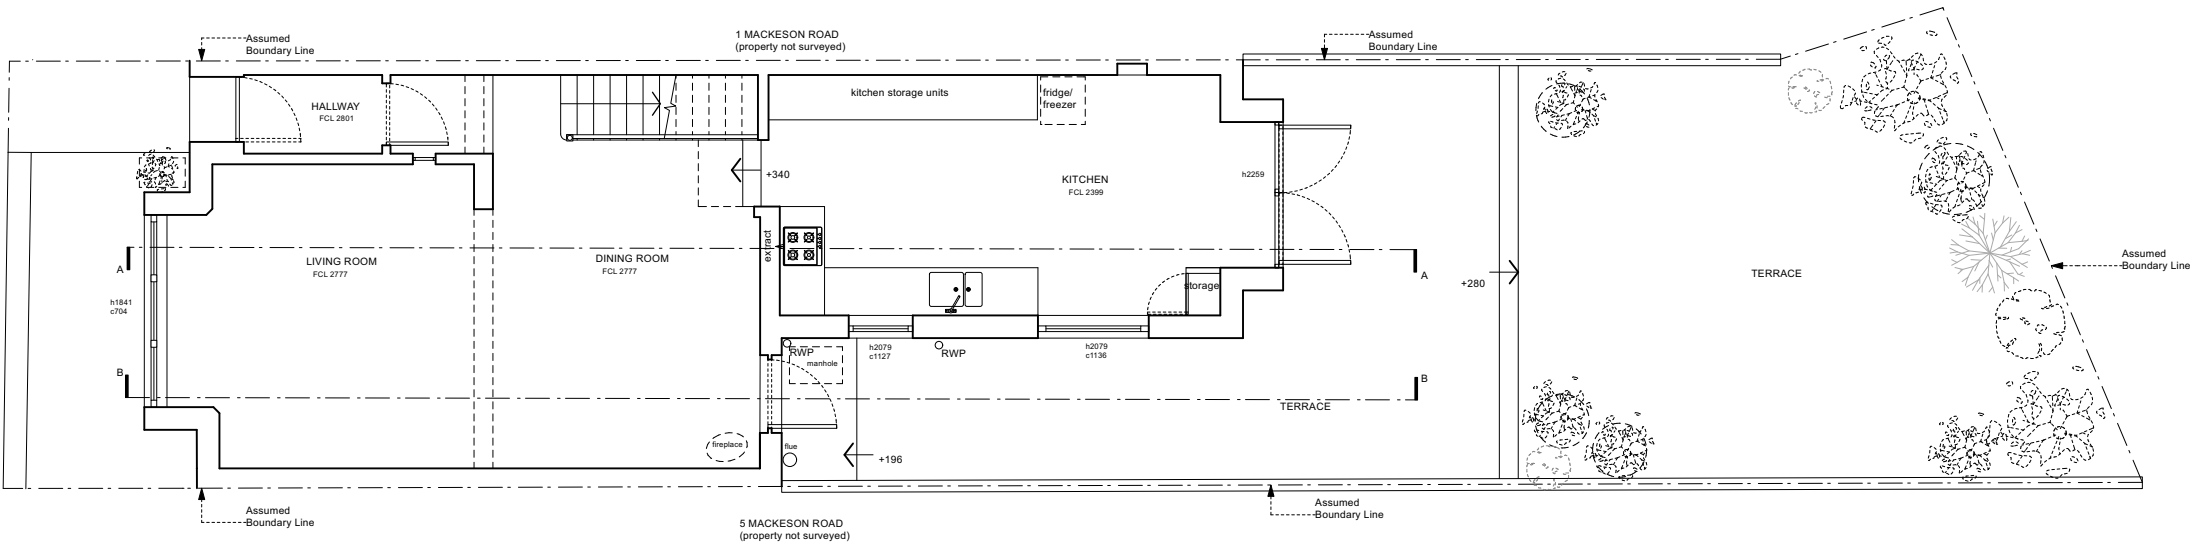 Assumed
Boundary Line
1 MACKESON ROAD
(property not surveyed)
Assumed
Boundary Line
HALLWAY
FCL 2801
kitchen storage units
fridge/
freezer
+340
KITCHEN
FCL 2399
h2259
LIVING ROOM
FCL 2777
DINING ROOM
FCL 2777
extract
A
A
h1841
c704
storage
+280
TERRACE
Assumed
Boundary Line
RWP
manhole
h2079
c1127
RWP
h2079
c1136
B
B
TERRACE
fireplace
flue
+196
Assumed
Boundary Line
5 MACKESON ROAD
(property not surveyed)
Assumed
Boundary Line